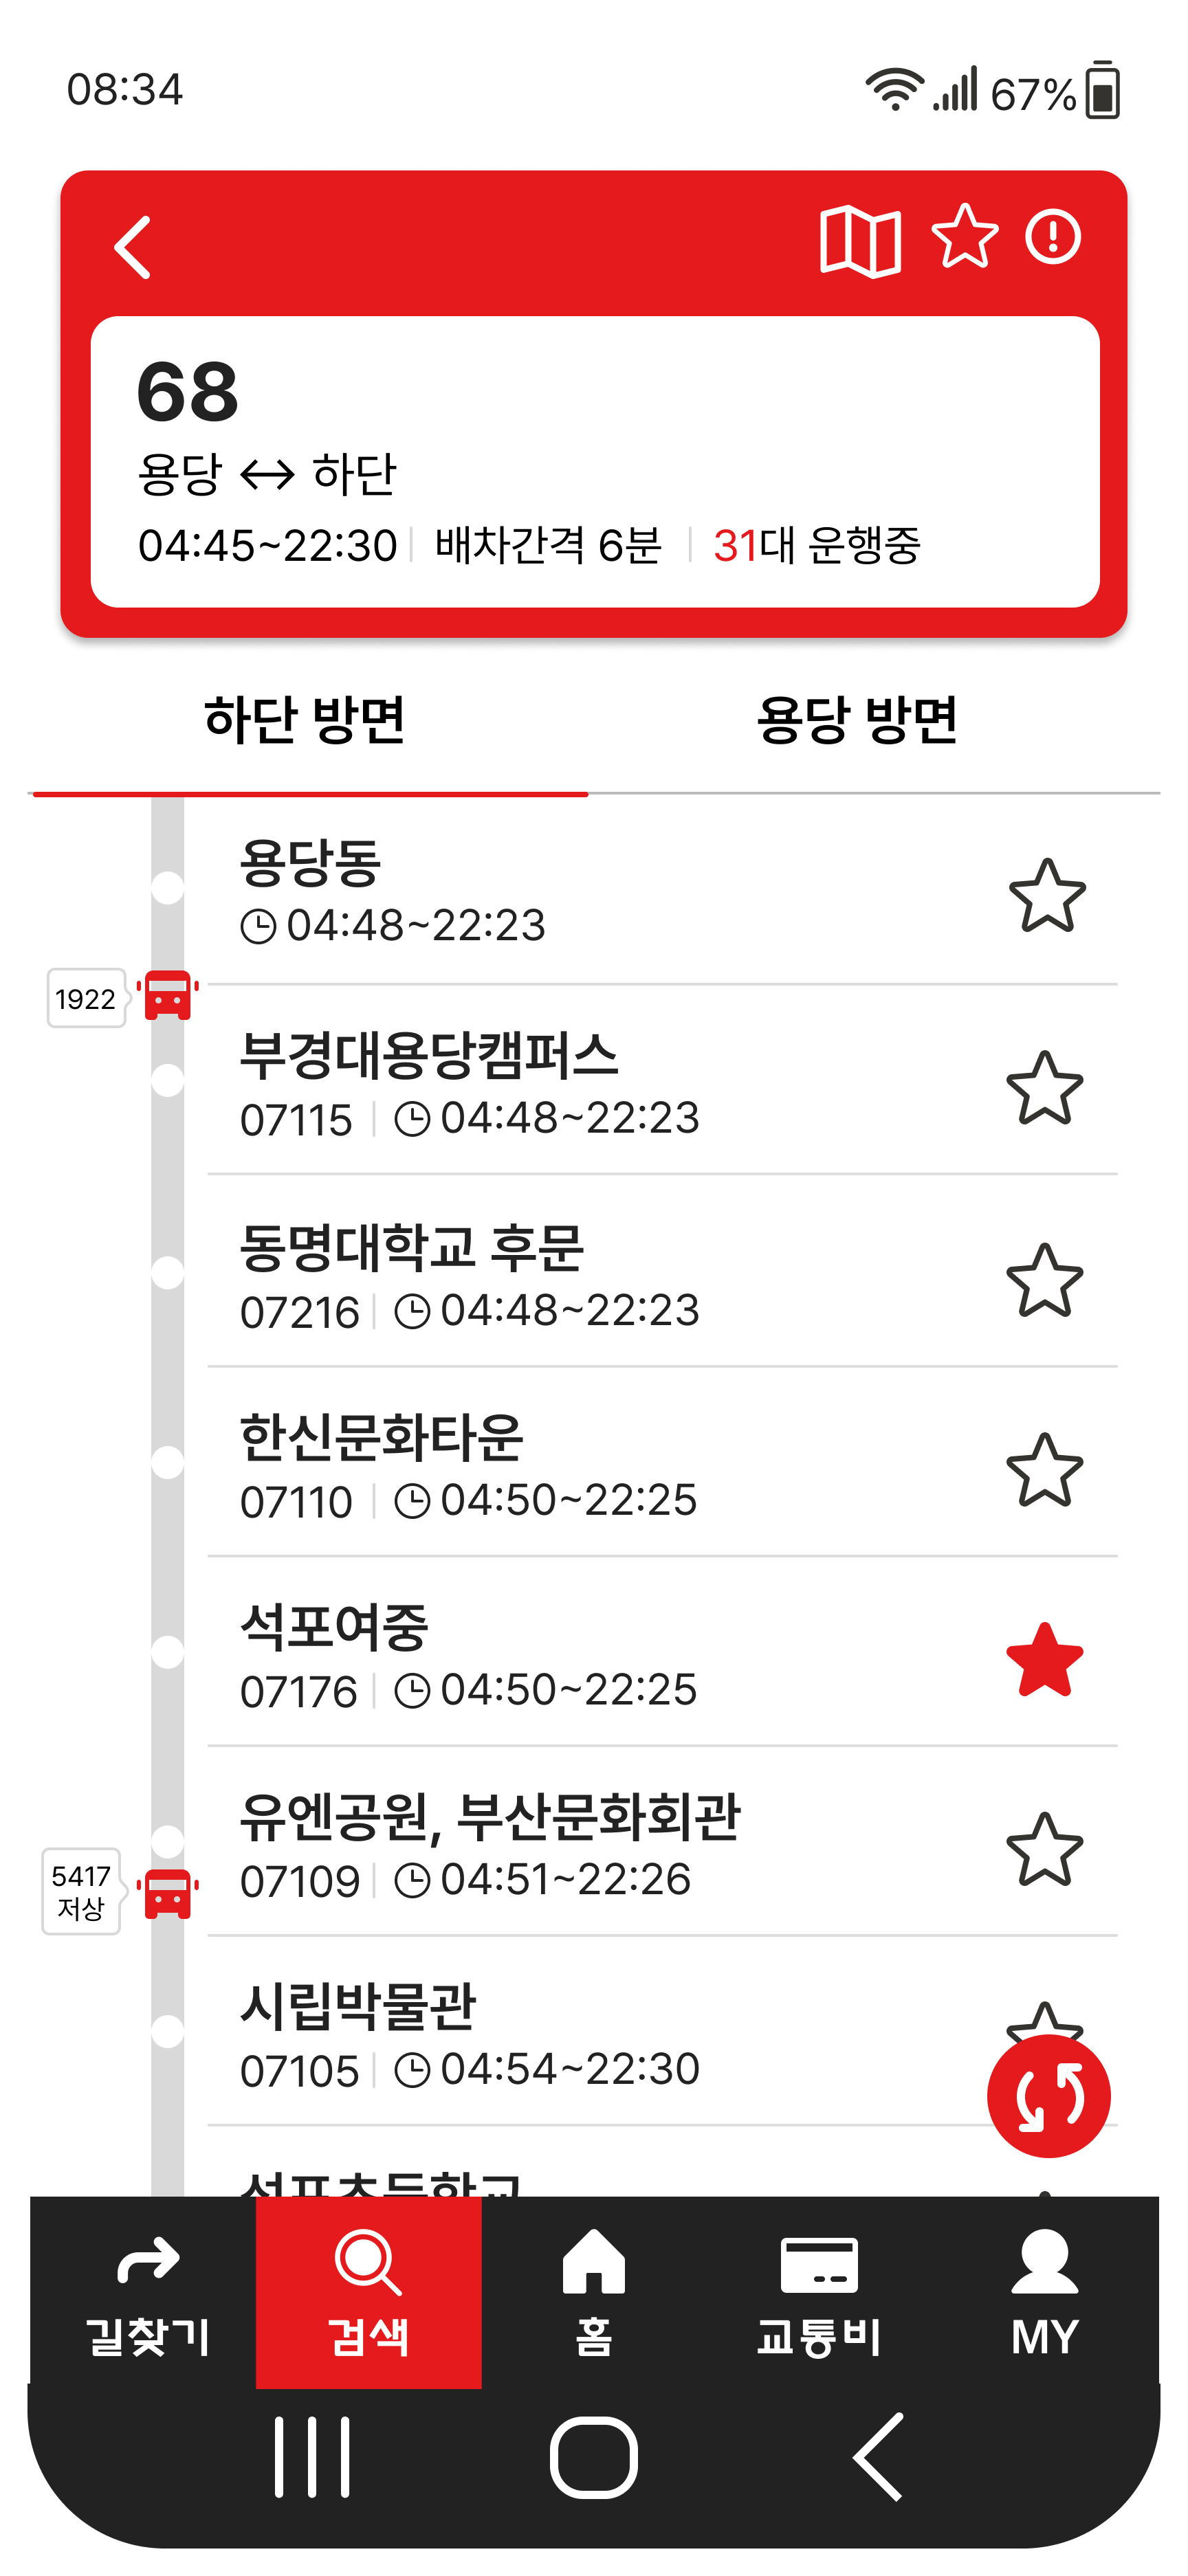 08:34 67%
68
용당 ↔ 하단
04:45~22:30 배차간격 6분 31대 운행중
하단 방면 용당 방면
용당동
04:48~22:23
1922
부경대용당캠퍼스
07115 04:48~22:23
동명대학교 후문
07216 04:48~22:23
한신문화타운
07110 04:50~22:25
석포여중
07176 04:50~22:25
유엔공원, 부산문화회관
07109 04:51~22:26
5417
저상
시립박물관
07105 04:54~22:30
석포초등학교
길찾기 검색 홈 교통비 MY